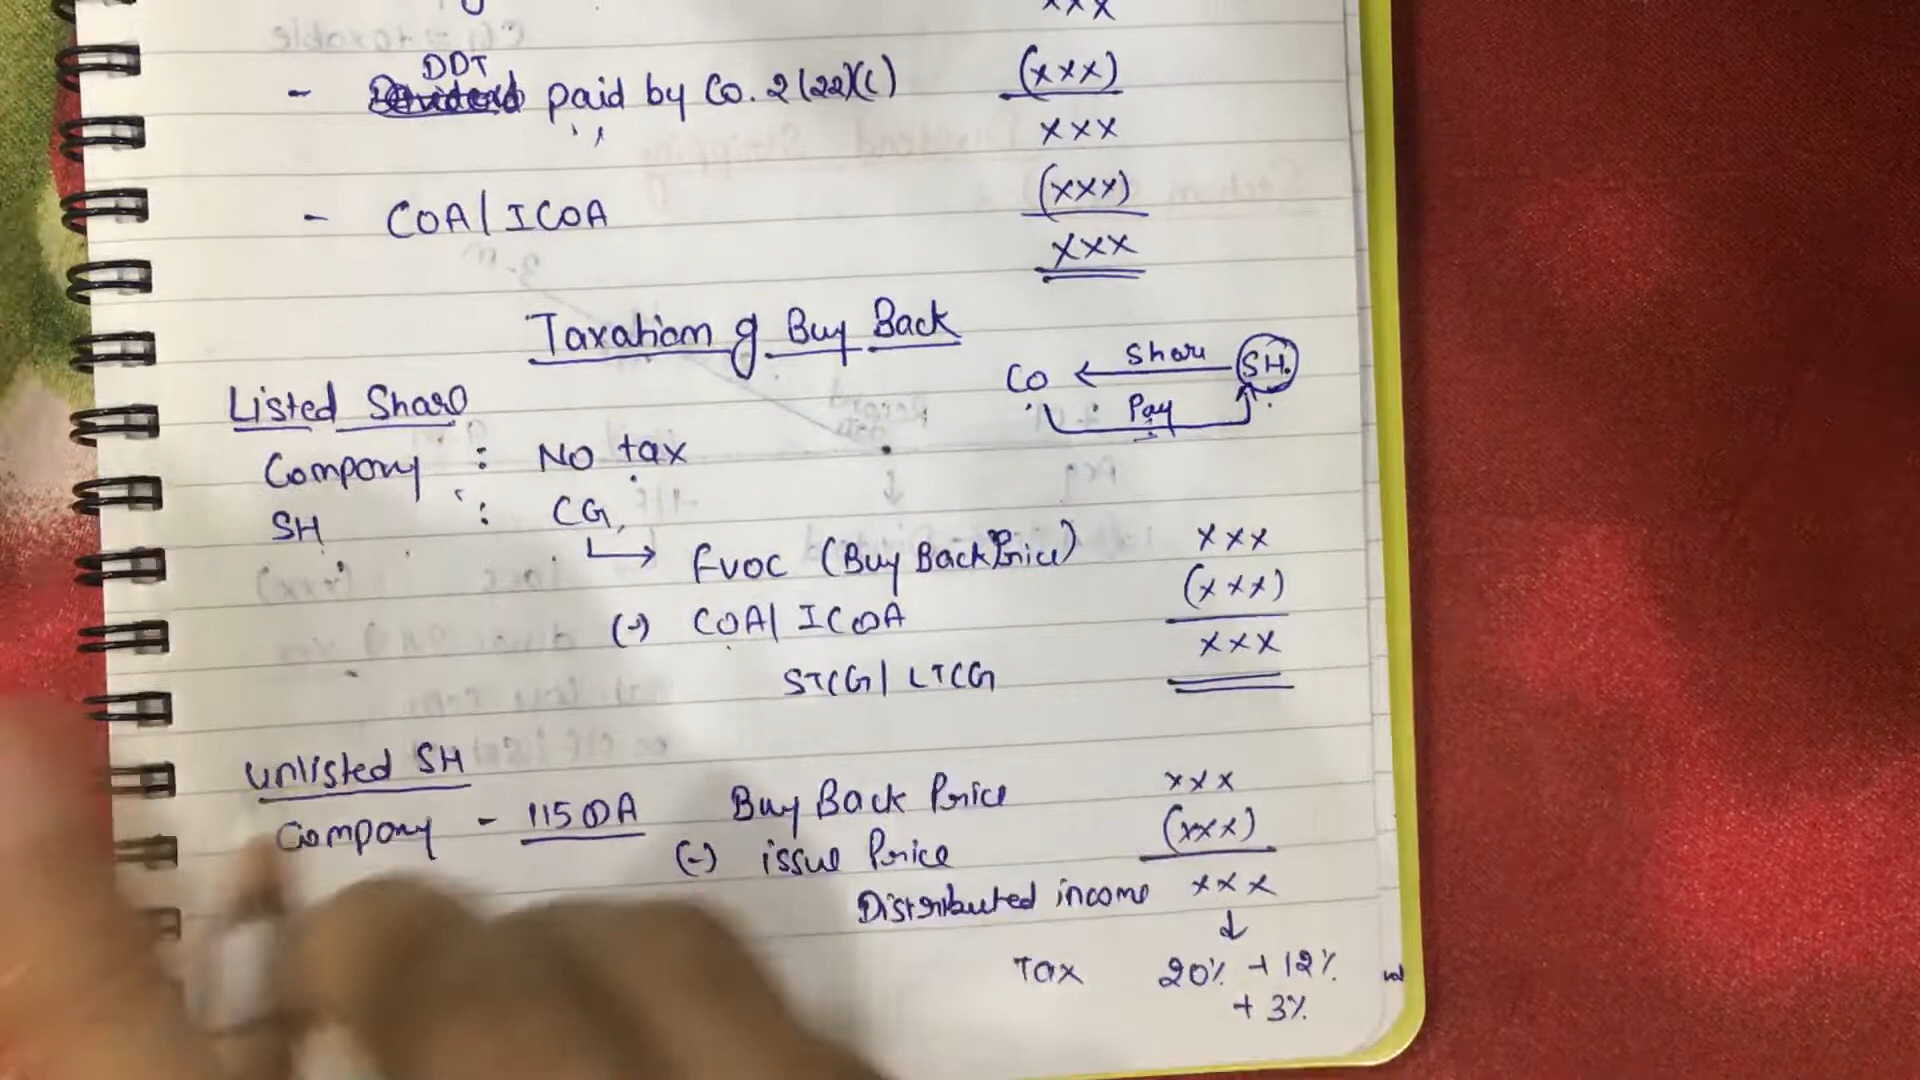 xxx
DDT
- paid by Co. 2(22)(c) (xxx)
xxx
- COA/ICOA (xxx)
xxx
Taxation of Buy Back
Co ← Share SH.
Pay
Listed Share
Company : No tax
SH : CG
→ FVOC (Buy Back Price) xxx
(-) COA/ICOA (xxx)
STCG/LTCG xxx
Unlisted SH
Company - 115QA Buy Back Price xxx
(-) issue Price (xxx)
Distributed income xxx
↓
Tax 20% + 12%
+ 3%